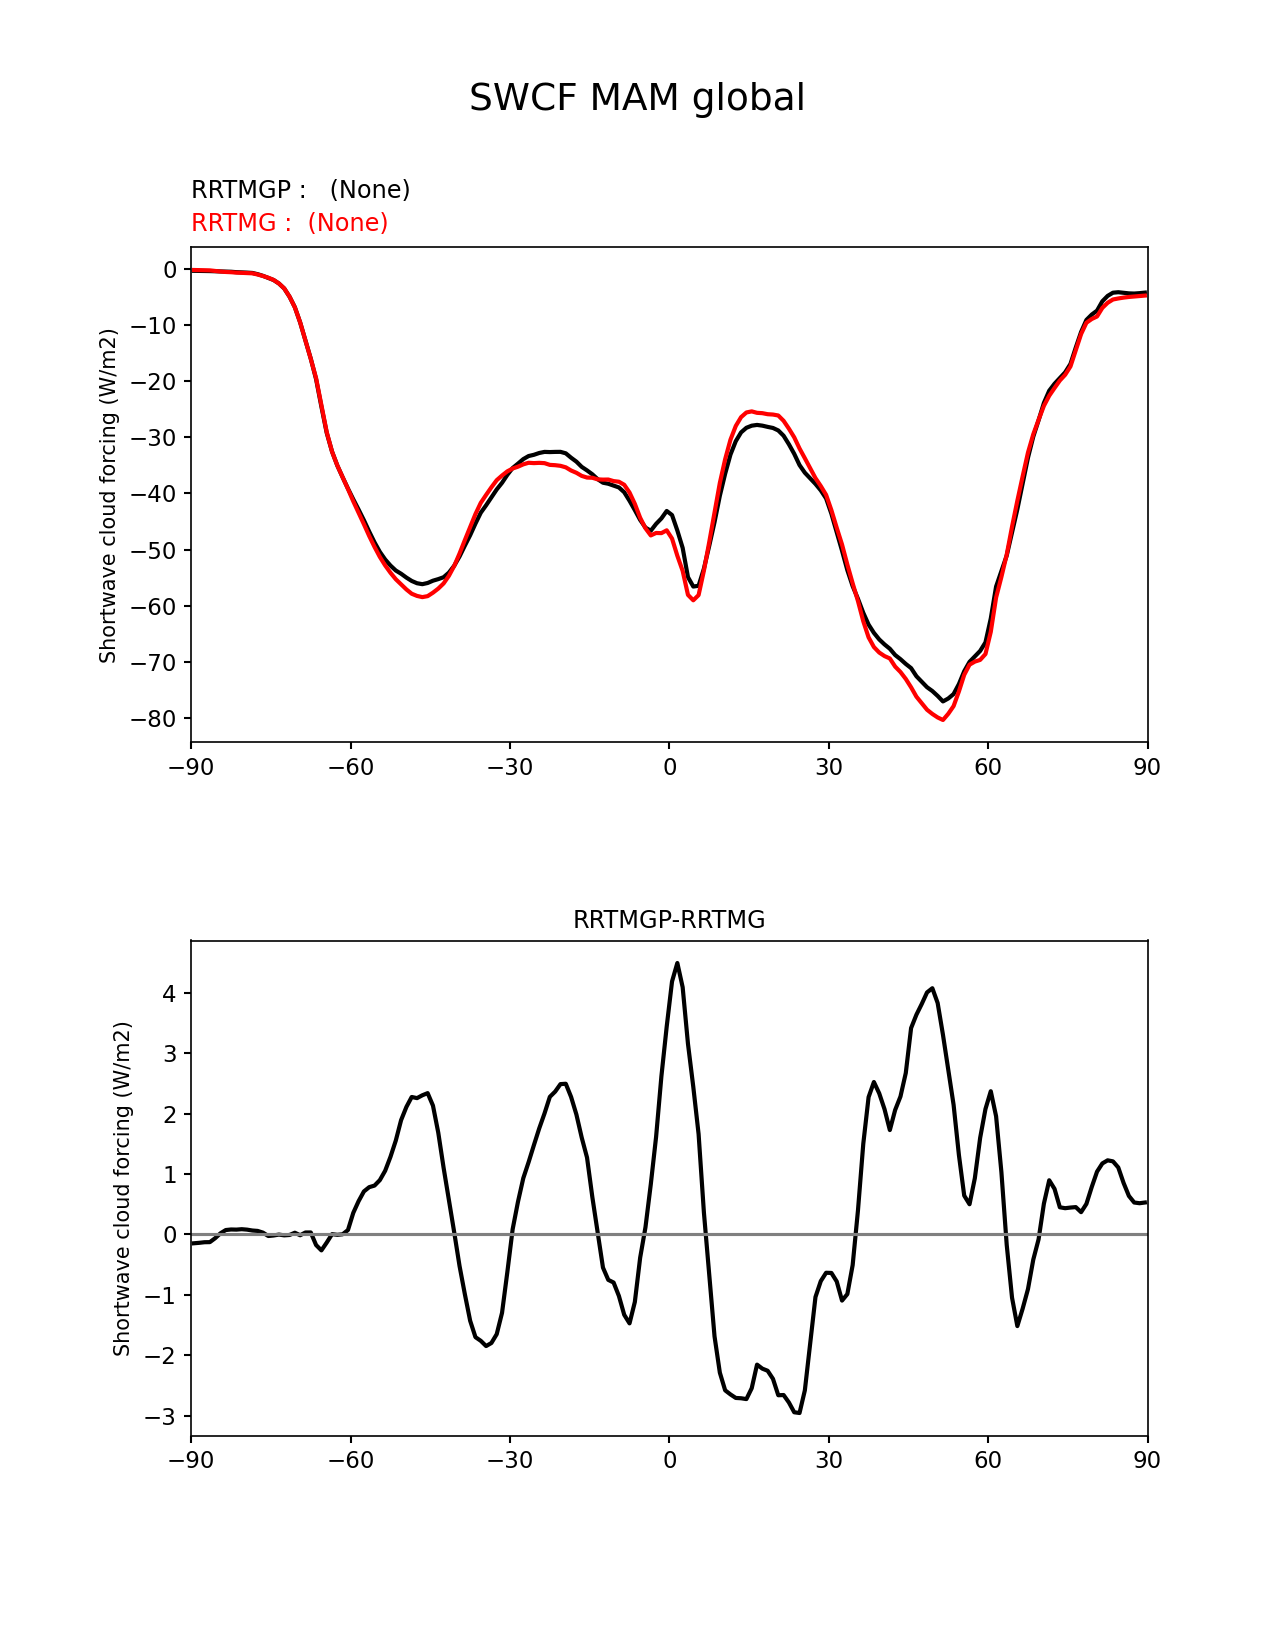 SWCF MAM global
RRTMGP :   (None)
RRTMG :  (None)
Shortwave cloud forcing (W/m2)
0
−10
−20
−30
−40
−50
−60
−70
−80
−90 −60 −30 0 30 60 90
RRTMGP-RRTMG
Shortwave cloud forcing (W/m2)
4
3
2
1
0
−1
−2
−3
−90 −60 −30 0 30 60 90